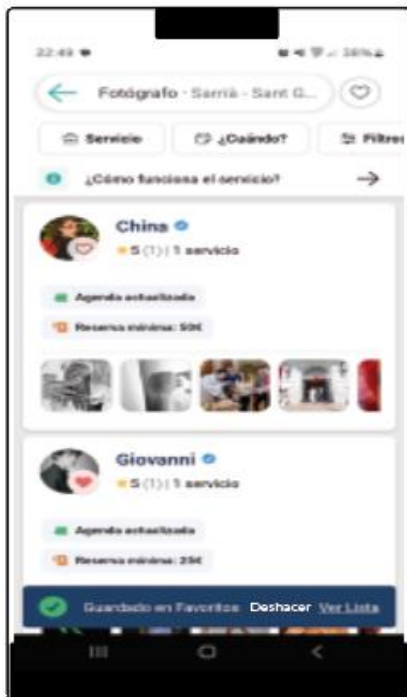 22:49 38%
Fotógrafo · Sarrià - Sant G...
Servicio ¿Cuándo? Filtros
¿Cómo funciona el servicio?
China
5 (1) | 1 servicio
Agenda actualizada
Reserva mínima: 50€
Giovanni
5 (1) | 1 servicio
Agenda actualizada
Reserva mínima: 25€
Guardado en Favoritos Deshacer Ver Lista